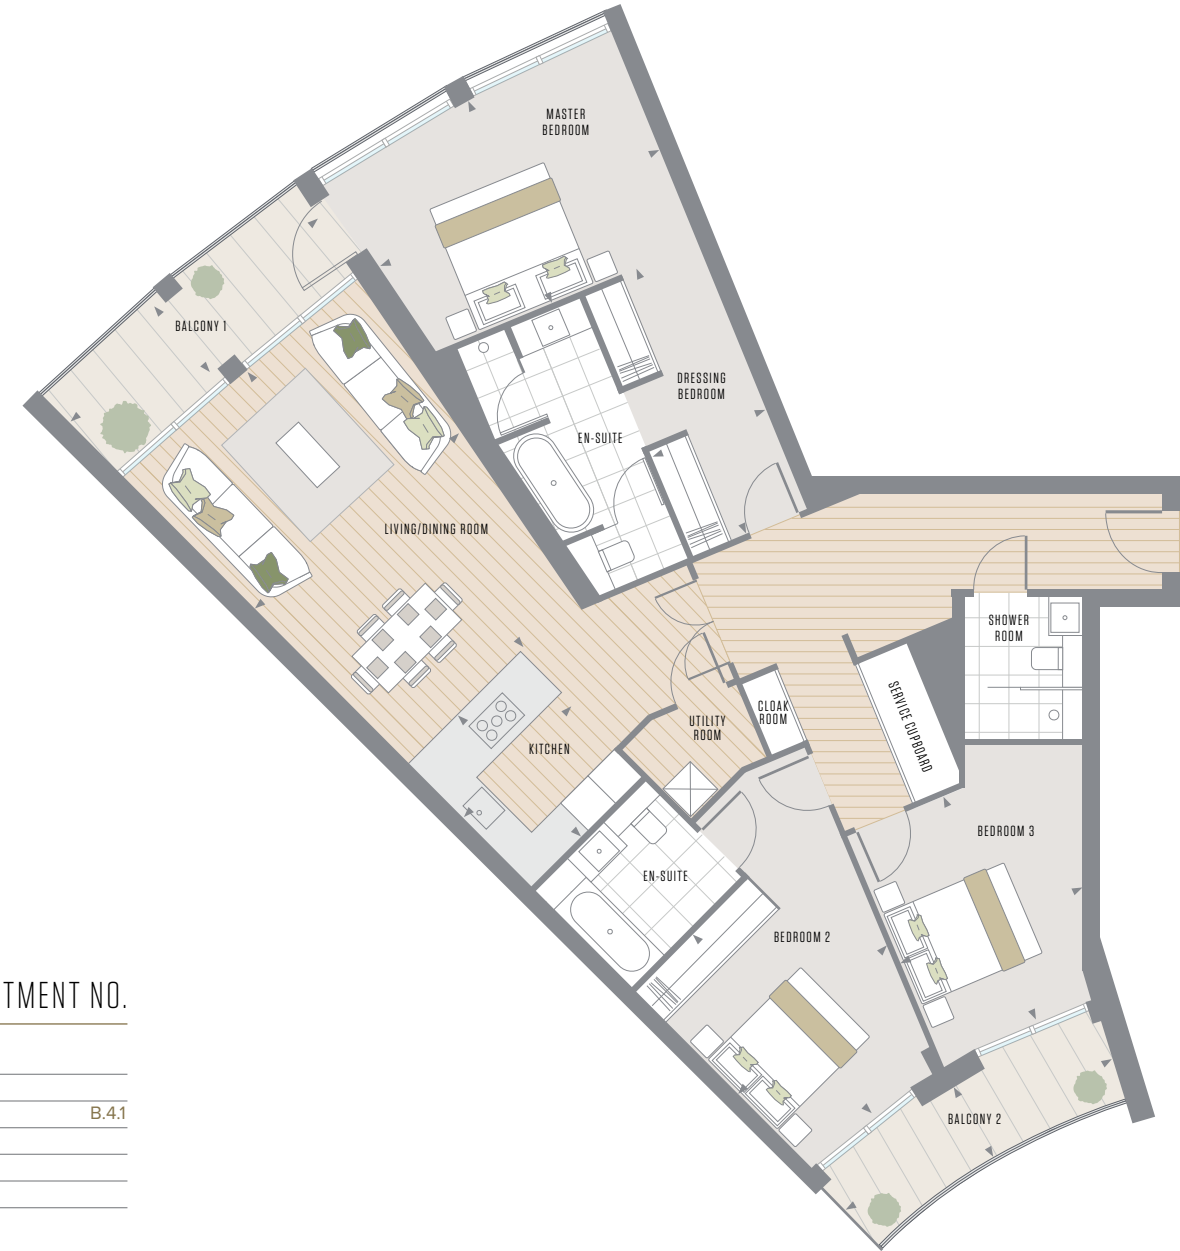 MASTER
BEDROOM
BALCONY 1
DRESSING
BEDROOM
EN-SUITE
LIVING/DINING ROOM
SHOWER
ROOM
SERVICE CUPBOARD
CLOAK
ROOM
UTILITY
ROOM
KITCHEN
BEDROOM 3
EN-SUITE
BEDROOM 2
TMENT NO.
B.4.1
BALCONY 2